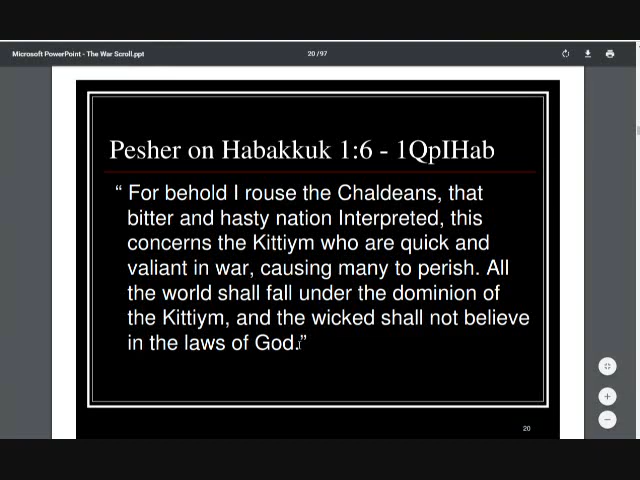 Microsoft PowerPoint - The War Scroll.ppt
20 / 97
Pesher on Habakkuk 1:6 - 1QpIHab
“ For behold I rouse the Chaldeans, that
bitter and hasty nation Interpreted, this
concerns the Kittiym who are quick and
valiant in war, causing many to perish. All
the world shall fall under the dominion of
the Kittiym, and the wicked shall not believe
in the laws of God.”
20